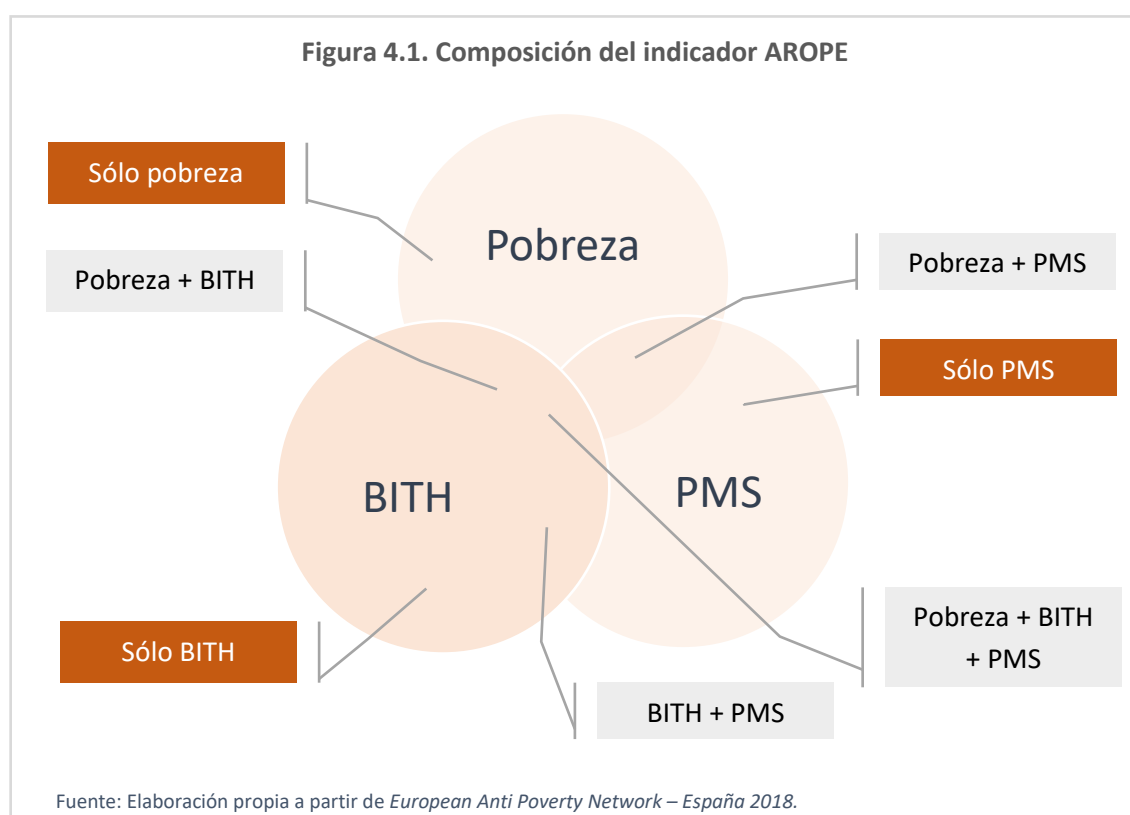 Figura 4.1. Composición del indicador AROPE
Sólo pobreza
Pobreza
Pobreza + BITH
Pobreza + PMS
Sólo PMS
BITH
PMS
Sólo BITH
Pobreza + BITH
+ PMS
BITH + PMS
Fuente: Elaboración propia a partir de European Anti Poverty Network – España 2018.